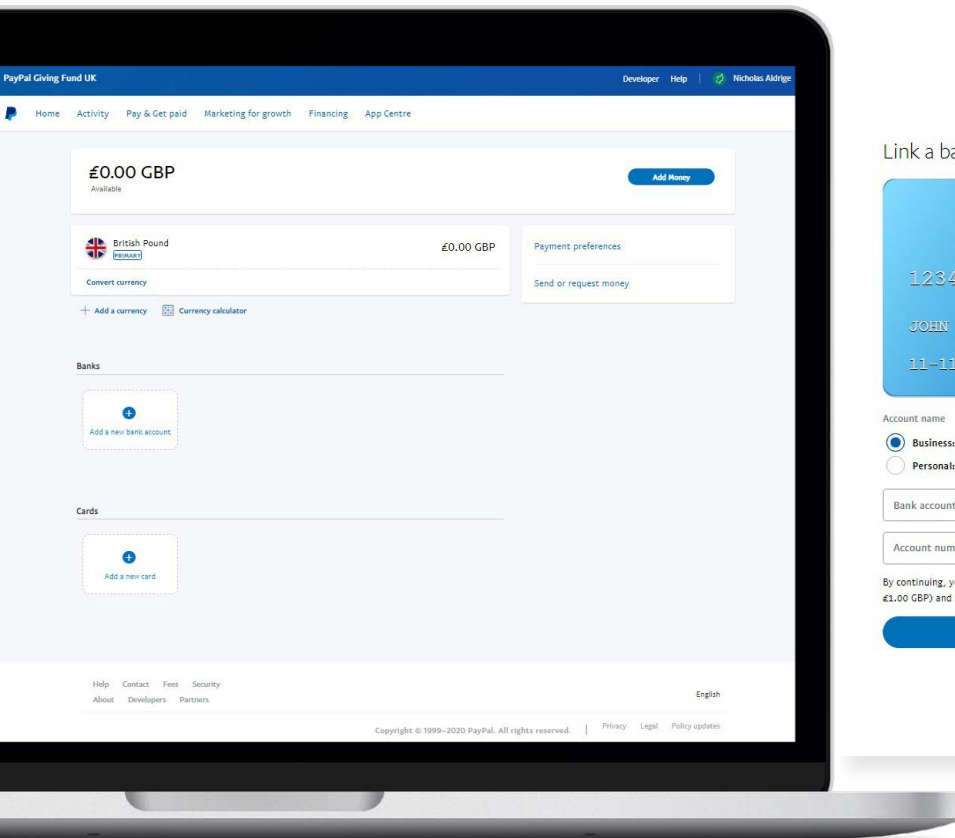 PayPal Giving Fund UK
Developer Help Nicholas Aldrige
Home Activity Pay & Get paid Marketing for growth Financing App Centre
£0.00 GBP
Available
Add Money
British Pound
PRIMARY
£0.00 GBP
Convert currency
Payment preferences
Send or request money
Add a currency Currency calculator
Banks
Add a new bank account
Cards
Add a new card
Help Contact Fees Security
About Developers Partners
English
Copyright © 1999-2020 PayPal. All rights reserved. | Privacy Legal Policy updates
Link a ba
1234
JOHN
11-11
Account name
Business:
Personal:
Bank account
Account num
By continuing, y
£1.00 GBP) and